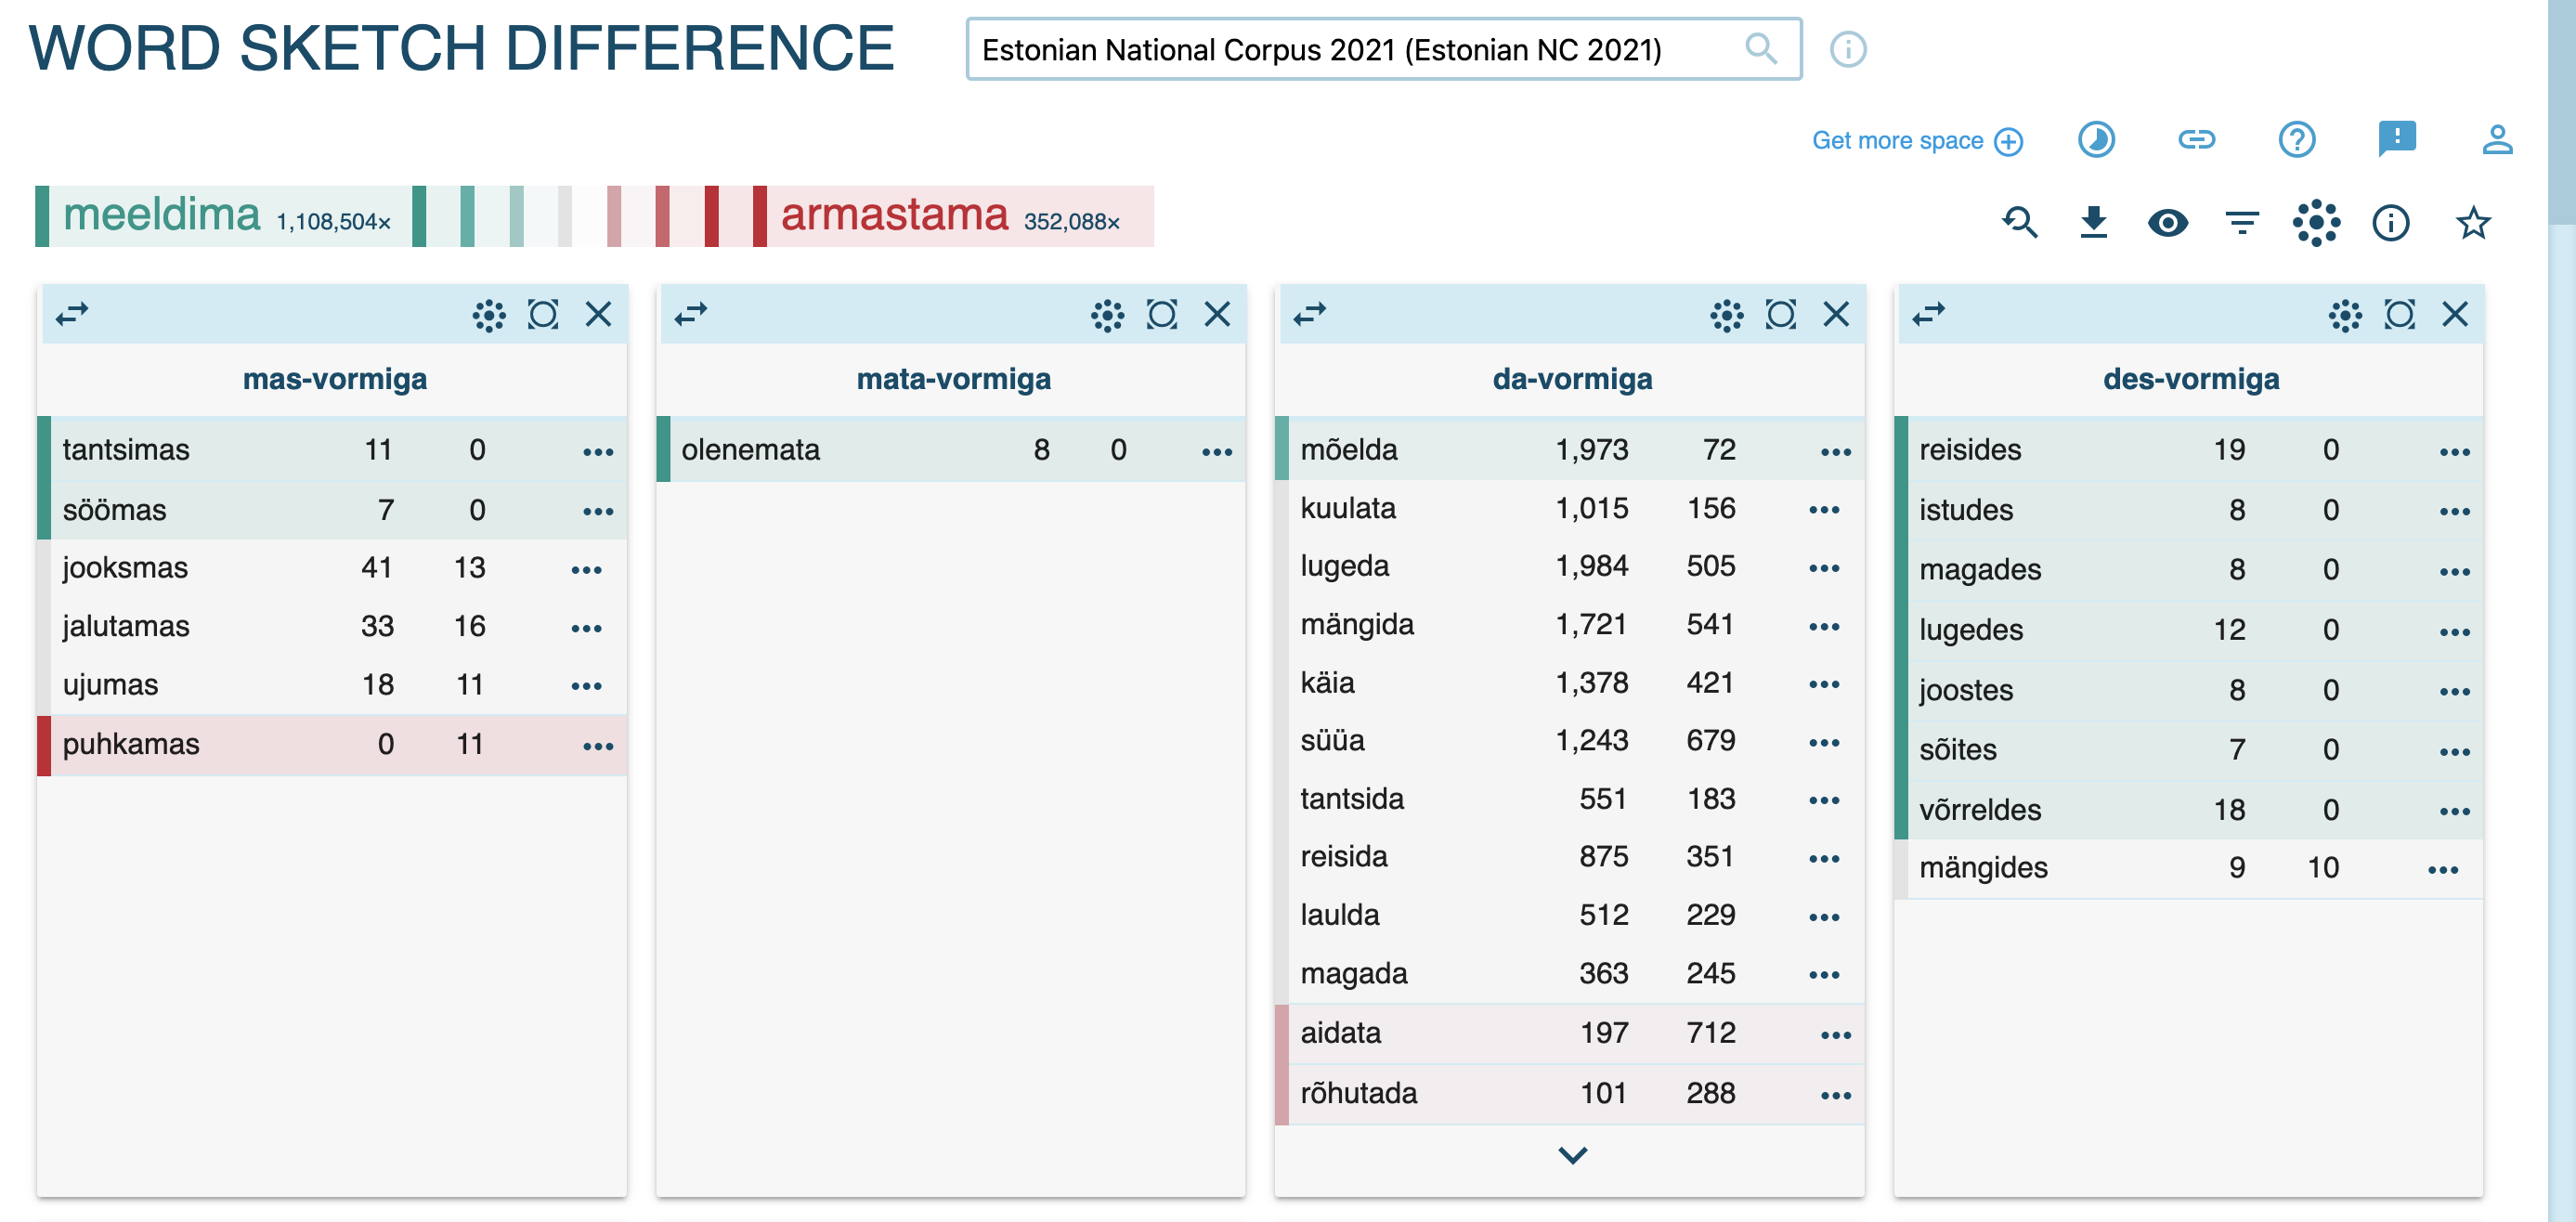 WORD SKETCH DIFFERENCE
Estonian National Corpus 2021 (Estonian NC 2021)
Get more space
meeldima 1,108,504× armastama 352,088×
mas-vormiga
tantsimas 11 0
söömas 7 0
jooksmas 41 13
jalutamas 33 16
ujumas 18 11
puhkamas 0 11
mata-vormiga
olenemata 8 0
da-vormiga
mõelda 1,973 72
kuulata 1,015 156
lugeda 1,984 505
mängida 1,721 541
käia 1,378 421
süüa 1,243 679
tantsida 551 183
reisida 875 351
laulda 512 229
magada 363 245
aidata 197 712
rõhutada 101 288
des-vormiga
reisides 19 0
istudes 8 0
magades 8 0
lugedes 12 0
joostes 8 0
sõites 7 0
võrreldes 18 0
mängides 9 10